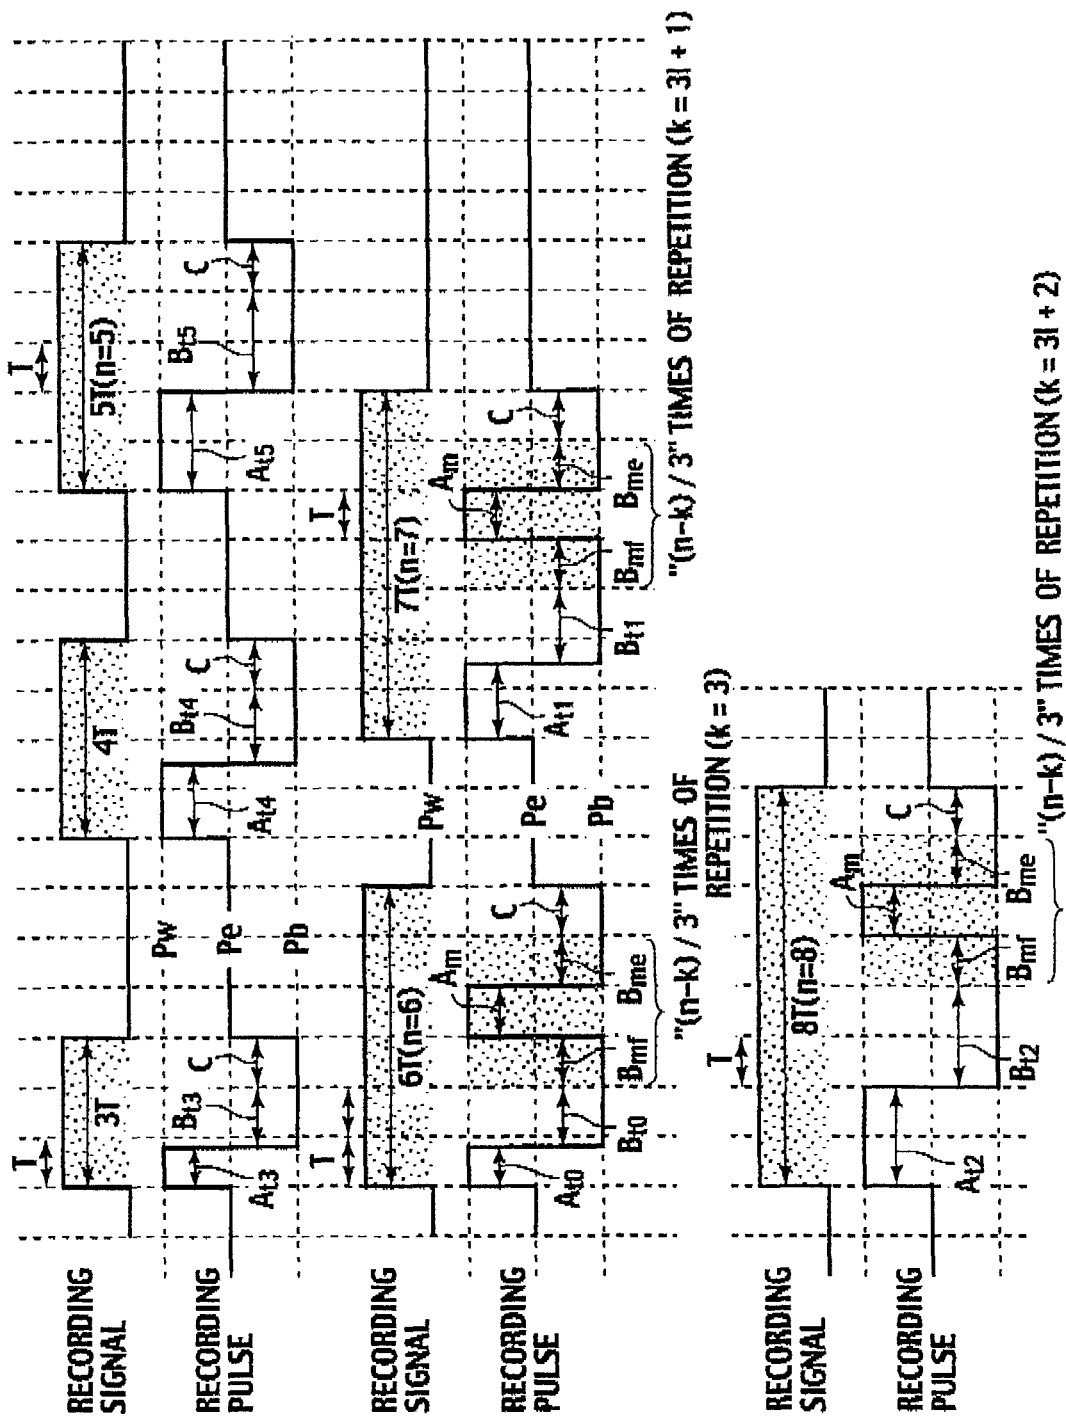 RECORDING SIGNAL
T
3T
4T
T
5T(n=5)
RECORDING PULSE
At3
Bt3
C
Pw
Pe
Pb
At4
Bt4
C
At5
Bt5
C
RECORDING SIGNAL
T
6T(n=6)
7T(n=7)
T
RECORDING PULSE
At0
Bt0
Bmf
Am
Bme
C
Pw
Pe
Pb
At1
Bt1
Bmf
Am
Bme
C
"(n-k) / 3" TIMES OF
REPETITION (k = 3)
"(n-k) / 3" TIMES OF REPETITION (k = 3l + 1)
RECORDING SIGNAL
T
8T(n=8)
RECORDING PULSE
At2
Bt2
Bmf
Am
Bme
C
"(n-k) / 3" TIMES OF REPETITION (k = 3l + 2)